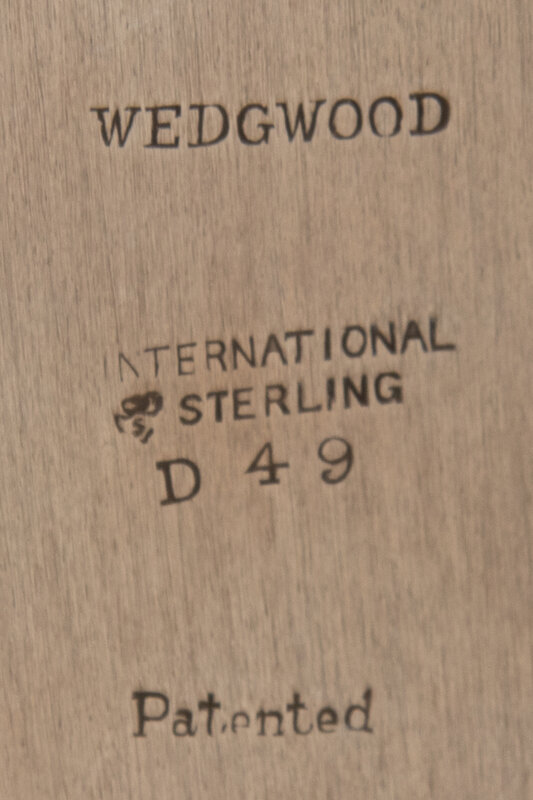 WEDGWOOD
INTERNATIONAL
STERLING
D 49
Patented